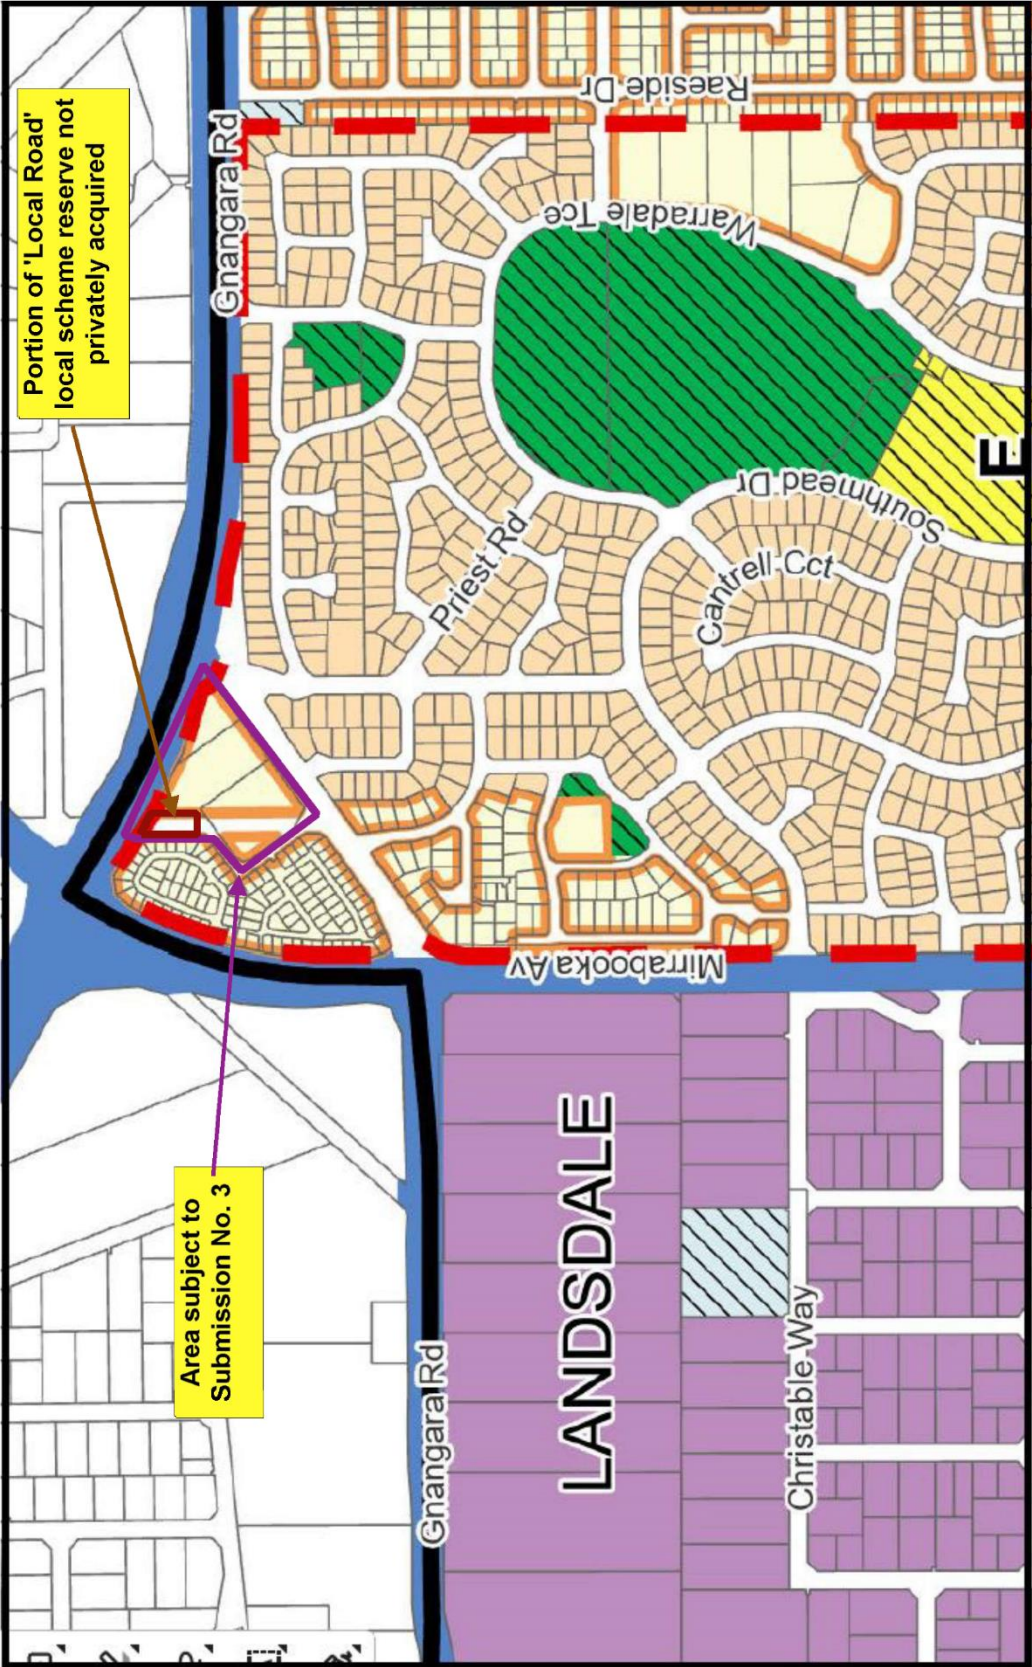 Portion of 'Local Road'
local scheme reserve not
privately acquired
Area subject to
Submission No. 3
Gnangara Rd
Gnangara Rd
Raeside Dr
Warradale Tce
Priest Rd
Southmead Dr
Cantrell Cct
Mirrabooka Av
LANDSDALE
Christable Way
E